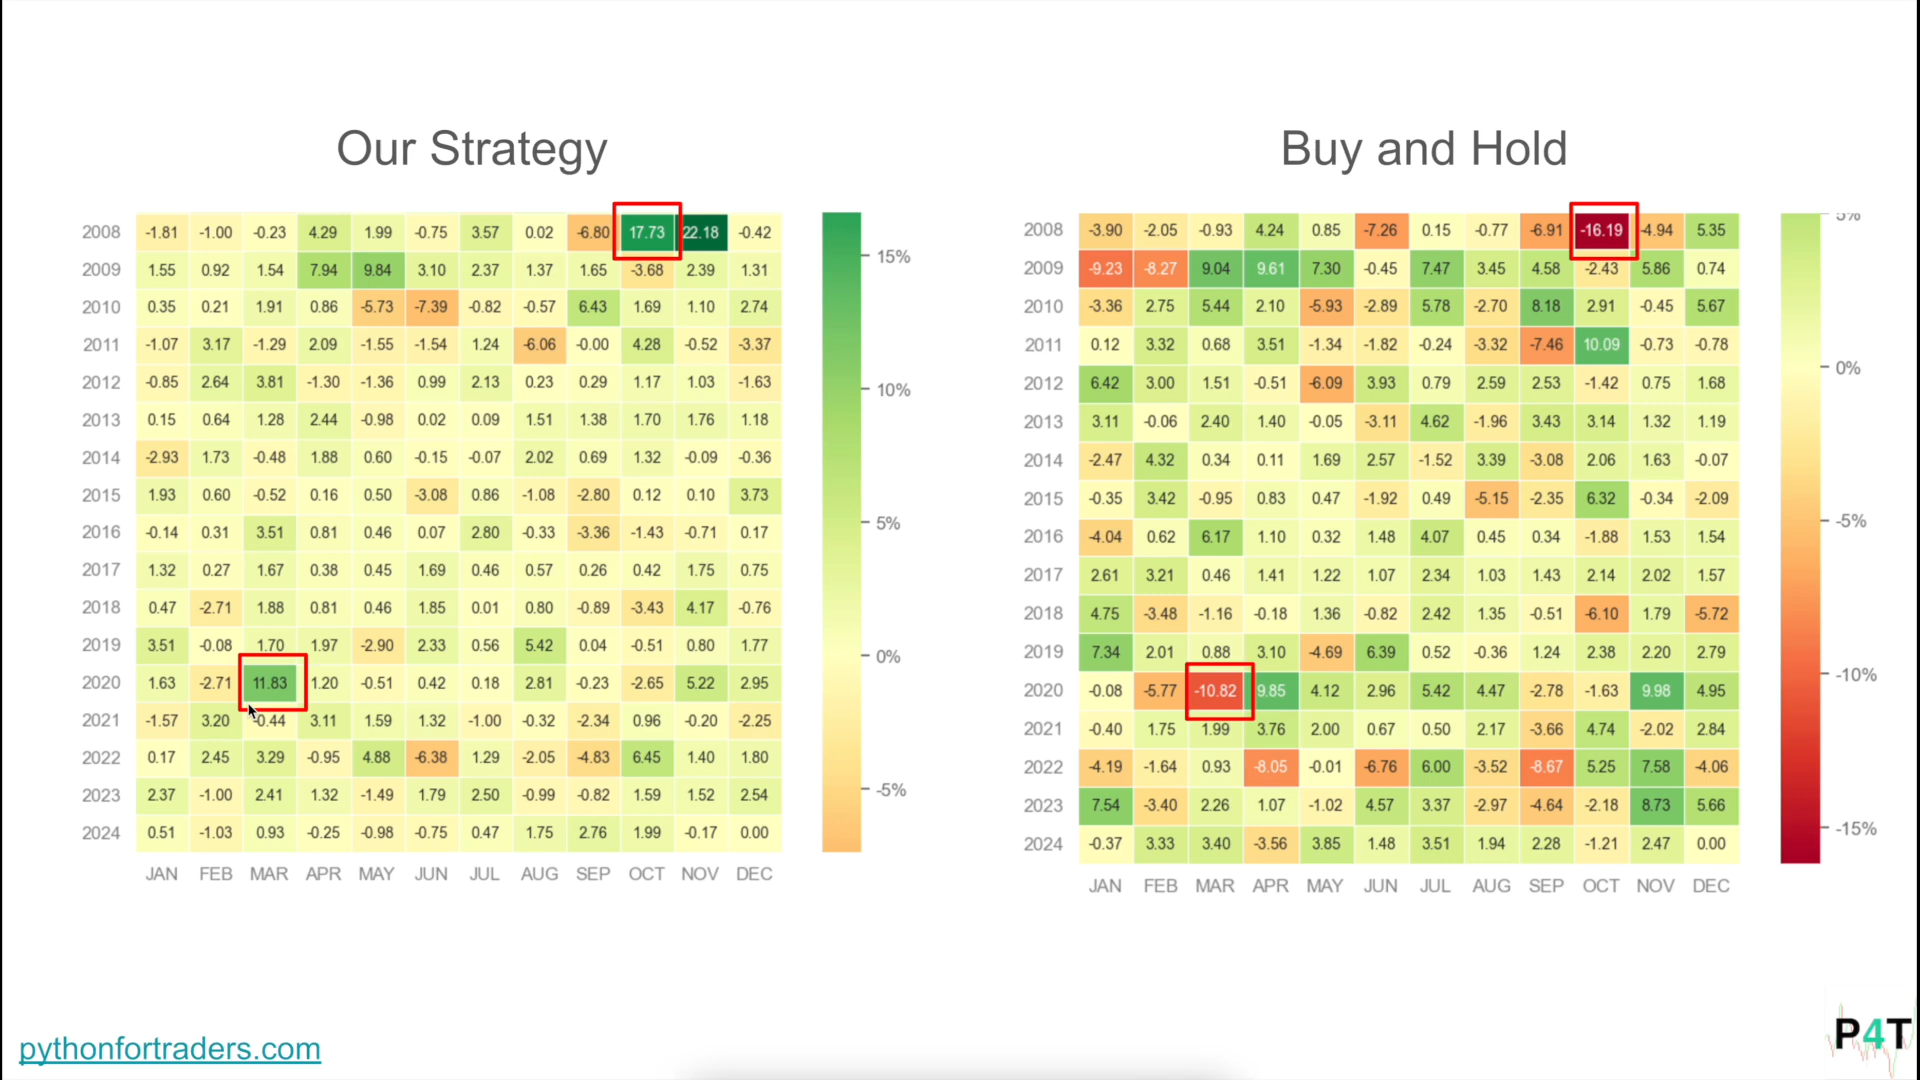 Our Strategy
2008 -1.81 -1.00 -0.23 4.29 1.99 -0.75 3.57 0.02 -6.80 17.73 22.18 -0.42
2009 1.55 0.92 1.54 7.94 9.84 3.10 2.37 1.37 1.65 -3.68 2.39 1.31
2010 0.35 0.21 1.91 0.86 -5.73 -7.39 -0.82 -0.57 6.43 1.69 1.10 2.74
2011 -1.07 3.17 -1.29 2.09 -1.55 -1.54 1.24 -6.06 -0.00 4.28 -0.52 -3.37
2012 -0.85 2.64 3.81 -1.30 -1.36 0.99 2.13 0.23 0.29 1.17 1.03 -1.63
2013 0.15 0.64 1.28 2.44 -0.98 0.02 0.09 1.51 1.38 1.70 1.76 1.18
2014 -2.93 1.73 -0.48 1.88 0.60 -0.15 -0.07 2.02 0.69 1.32 -0.09 -0.36
2015 1.93 0.60 -0.52 0.16 0.50 -3.08 0.86 -1.08 -2.80 0.12 0.10 3.73
2016 -0.14 0.31 3.51 0.81 0.46 0.07 2.80 -0.33 -3.36 -1.43 -0.71 0.17
2017 1.32 0.27 1.67 0.38 0.45 1.69 0.46 0.57 0.26 0.42 1.75 0.75
2018 0.47 -2.71 1.88 0.81 0.46 1.85 0.01 0.80 -0.89 -3.43 4.17 -0.76
2019 3.51 -0.08 1.70 1.97 -2.90 2.33 0.56 5.42 0.04 -0.51 0.80 1.77
2020 1.63 -2.71 11.83 1.20 -0.51 0.42 0.18 2.81 -0.23 -2.65 5.22 2.95
2021 -1.57 3.20 -0.44 3.11 1.59 1.32 -1.00 -0.32 -2.34 0.96 -0.20 -2.25
2022 0.17 2.45 3.29 -0.95 4.88 -6.38 1.29 -2.05 -4.83 6.45 1.40 1.80
2023 2.37 -1.00 2.41 1.32 -1.49 1.79 2.50 -0.99 -0.82 1.59 1.52 2.54
2024 0.51 -1.03 0.93 -0.25 -0.98 -0.75 0.47 1.75 2.76 1.99 -0.17 0.00
JAN FEB MAR APR MAY JUN JUL AUG SEP OCT NOV DEC
15%
10%
5%
0%
-5%
Buy and Hold
2008 -3.90 -2.05 -0.93 4.24 0.85 -7.26 0.15 -0.77 -6.91 -16.19 -4.94 5.35
2009 -9.23 -8.27 9.04 9.61 7.30 -0.45 7.47 3.45 4.58 -2.43 5.86 0.74
2010 -3.36 2.75 5.44 2.10 -5.93 -2.89 5.78 -2.70 8.18 2.91 -0.45 5.67
2011 0.12 3.32 0.68 3.51 -1.34 -1.82 -0.24 -3.32 -7.46 10.09 -0.73 -0.78
2012 6.42 3.00 1.51 -0.51 -6.09 3.93 0.79 2.59 2.53 -1.42 0.75 1.68
2013 3.11 -0.06 2.40 1.40 -0.05 -3.11 4.62 -1.96 3.43 3.14 1.32 1.19
2014 -2.47 4.32 0.34 0.11 1.69 2.57 -1.52 3.39 -3.08 2.06 1.63 -0.07
2015 -0.35 3.42 -0.95 0.83 0.47 -1.92 0.49 -5.15 -2.35 6.32 -0.34 -2.09
2016 -4.04 0.62 6.17 1.10 0.32 1.48 4.07 0.45 0.34 -1.88 1.53 1.54
2017 2.61 3.21 0.46 1.41 1.22 1.07 2.34 1.03 1.43 2.14 2.02 1.57
2018 4.75 -3.48 -1.16 -0.18 1.36 -0.82 2.42 1.35 -0.51 -6.10 1.79 -5.72
2019 7.34 2.01 0.88 3.10 -4.69 6.39 0.52 -0.36 1.24 2.38 2.20 2.79
2020 -0.08 -5.77 -10.82 9.85 4.12 2.96 5.42 4.47 -2.78 -1.63 9.98 4.95
2021 -0.40 1.75 1.99 3.76 2.00 0.67 0.50 2.17 -3.66 4.74 -2.02 2.84
2022 -4.19 -1.64 0.93 -8.05 -0.01 -6.76 6.00 -3.52 -8.67 5.25 7.58 -4.06
2023 7.54 -3.40 2.26 1.07 -1.02 4.57 3.37 -2.97 -4.64 -2.18 8.73 5.66
2024 -0.37 3.33 3.40 -3.56 3.85 1.48 3.51 1.94 2.28 -1.21 2.47 0.00
JAN FEB MAR APR MAY JUN JUL AUG SEP OCT NOV DEC
5%
0%
-5%
-10%
-15%
pythonfortraders.com
P4T